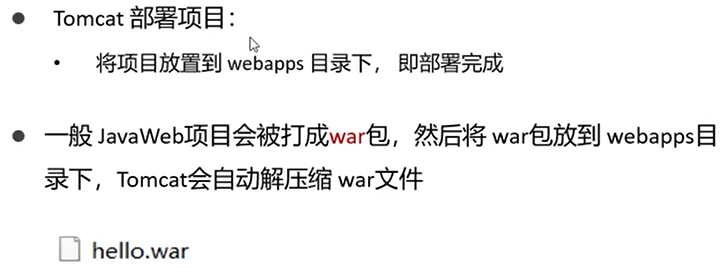 Tomcat 部署项目：
将项目放置到 webapps 目录下， 即部署完成
一般 JavaWeb项目会被打成war包，然后将 war包放到 webapps目
录下，Tomcat会自动解压缩 war文件
hello.war